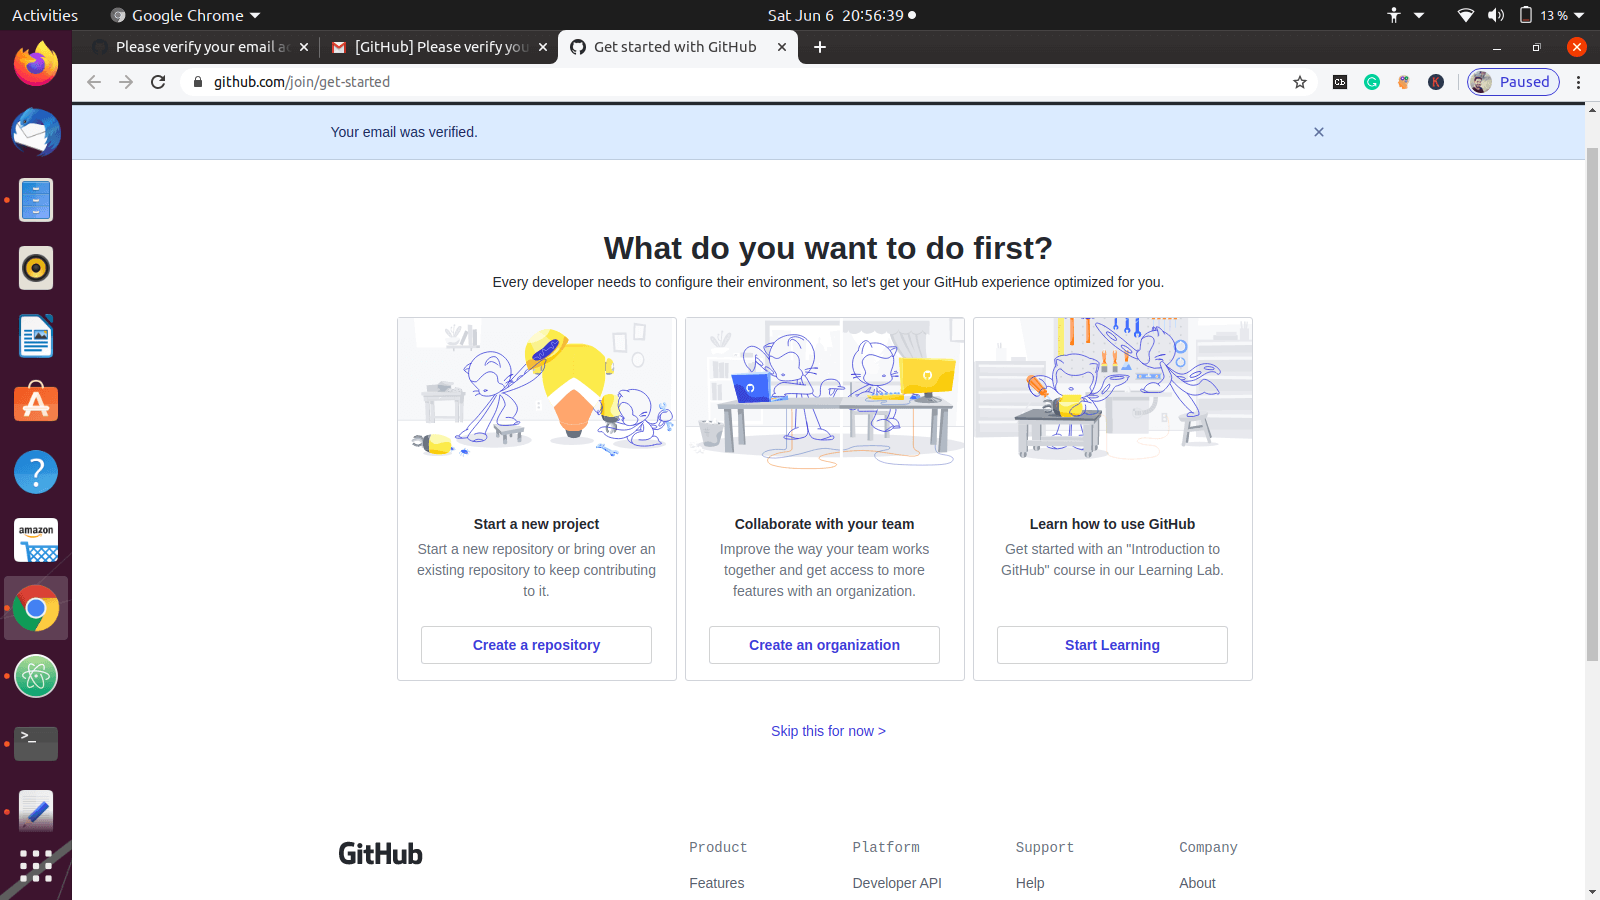 Activities
Google Chrome
Sat Jun 6 20:56:39
13 %
Please verify your email ac
[GitHub] Please verify you
Get started with GitHub
github.com/join/get-started
Paused
Your email was verified.
What do you want to do first?
Every developer needs to configure their environment, so let's get your GitHub experience optimized for you.
Start a new project
Start a new repository or bring over an
existing repository to keep contributing
to it.
Create a repository
Collaborate with your team
Improve the way your team works
together and get access to more
features with an organization.
Create an organization
Learn how to use GitHub
Get started with an "Introduction to
GitHub" course in our Learning Lab.
Start Learning
Skip this for now >
GitHub
Product
Features
Platform
Developer API
Support
Help
Company
About
amazon
>_